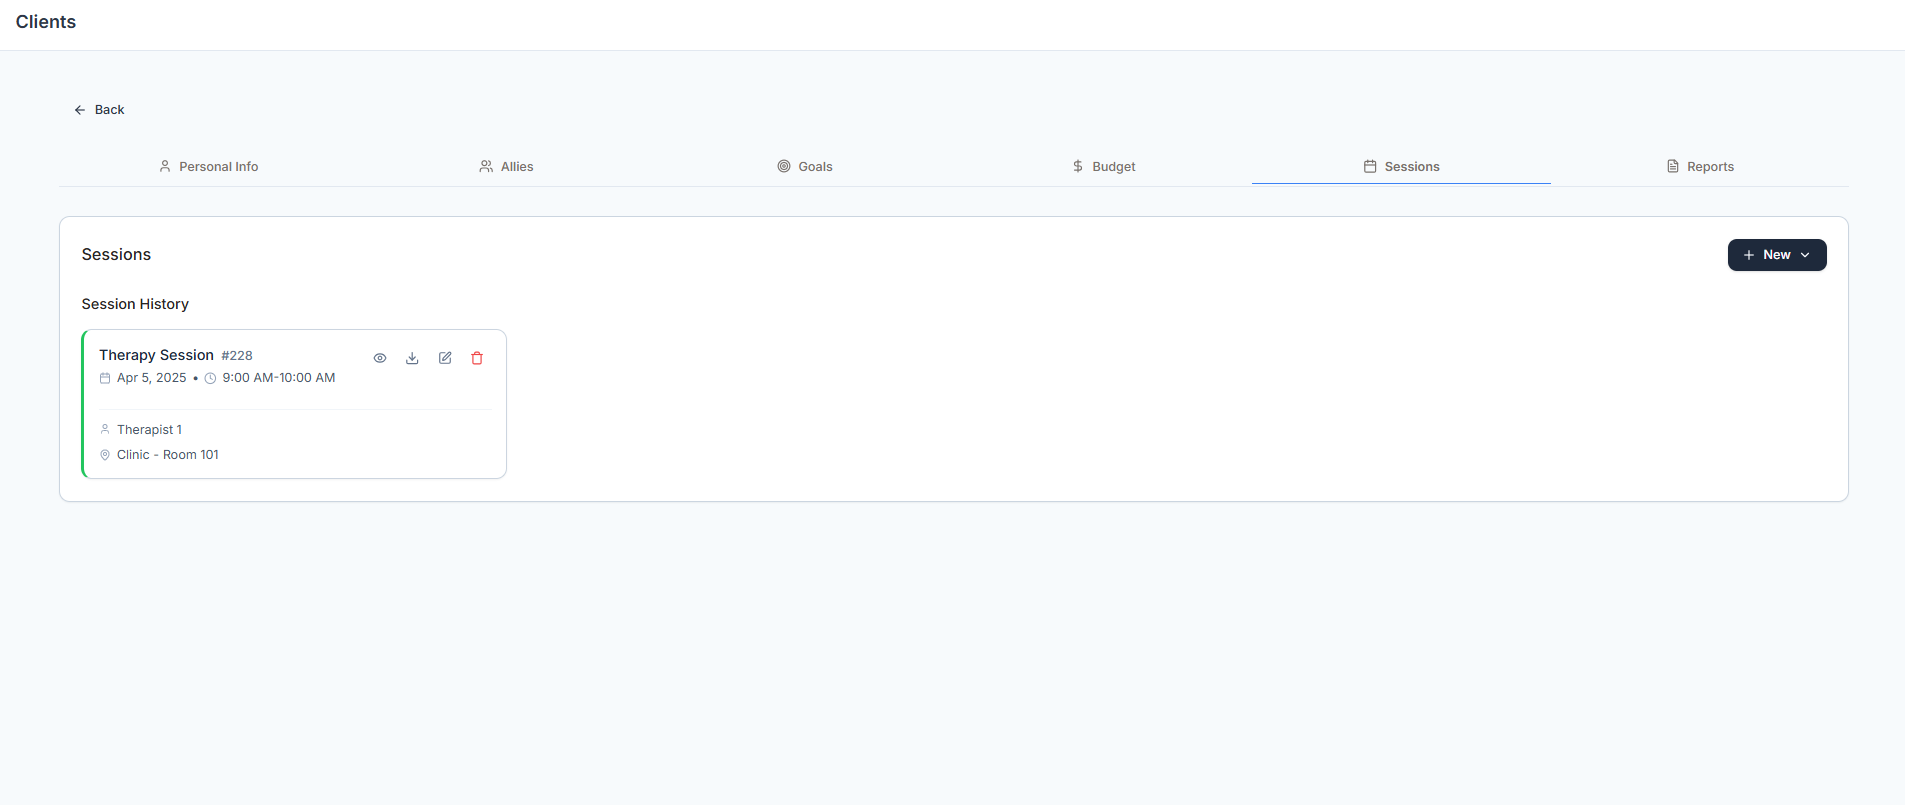 Clients
Back
Personal Info
Allies
Goals
Budget
Sessions
Reports
Sessions
New
Session History
Therapy Session #228
Apr 5, 2025 • 9:00 AM-10:00 AM
Therapist 1
Clinic - Room 101